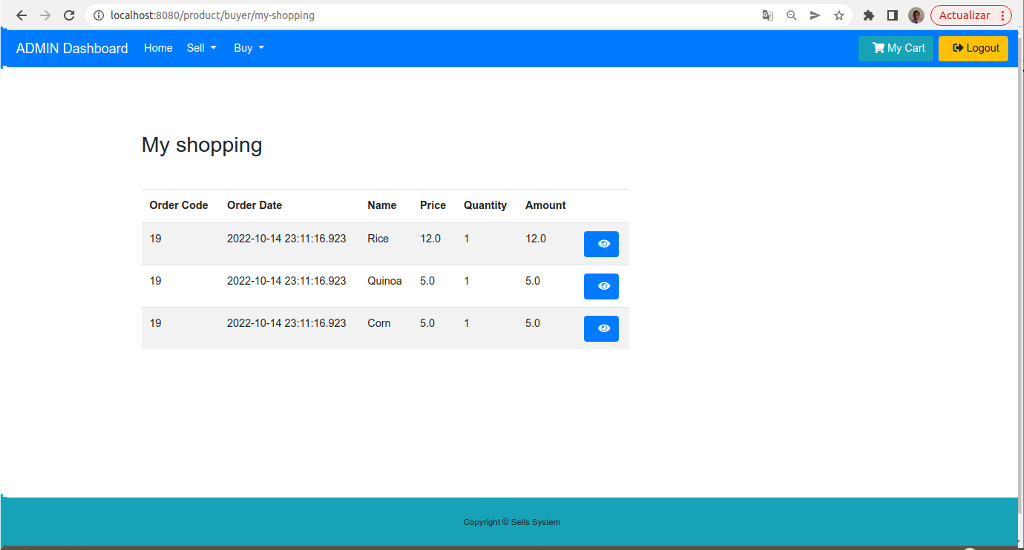 localhost:8080/product/buyer/my-shopping
Actualizar
ADMIN Dashboard Home Sell Buy My Cart Logout
My shopping
Order Code Order Date Name Price Quantity Amount
19 2022-10-14 23:11:16.923 Rice 12.0 1 12.0
19 2022-10-14 23:11:16.923 Quinoa 5.0 1 5.0
19 2022-10-14 23:11:16.923 Corn 5.0 1 5.0
Copyright © Sells System